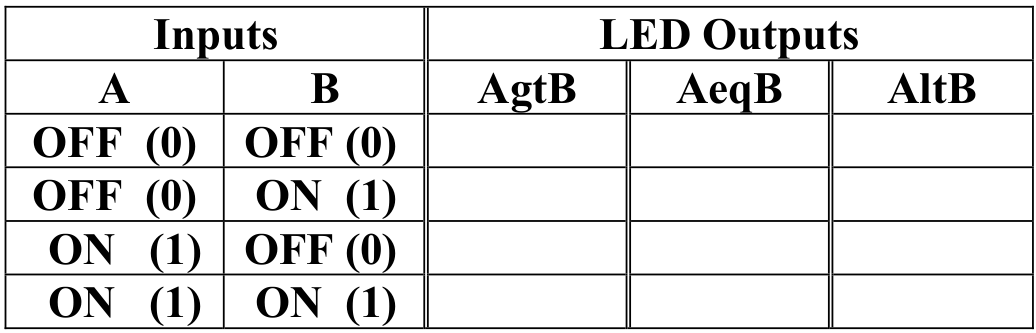 Inputs LED Outputs
A B AgtB AeqB AltB
OFF (0) OFF (0)
OFF (0) ON (1)
ON (1) OFF (0)
ON (1) ON (1)